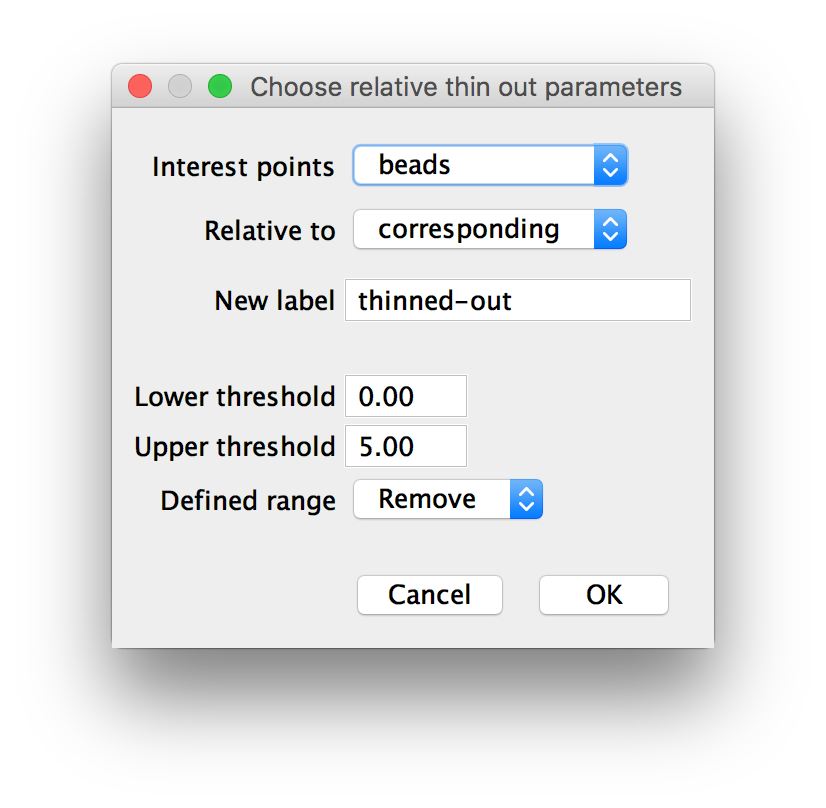 Choose relative thin out parameters
Interest points beads
Relative to corresponding
New label thinned-out
Lower threshold 0.00
Upper threshold 5.00
Defined range Remove
Cancel OK